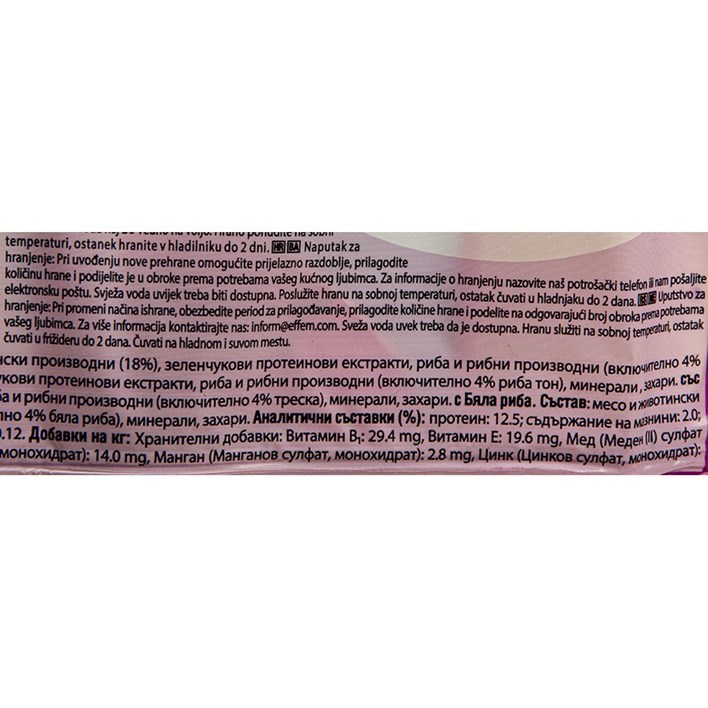 na voljo. Hrano ponudite na sobni
temperaturi, ostanek hranite v hladilniku do 2 dni. HR BA Naputak za
hranjenje: Pri uvođenju nove prehrane omogućite prijelazno razdoblje, prilagodite
količinu hrane i podijelite je u obroke prema potrebama vašeg kućnog ljubimca. Za informacije o hranjenju nazovite naš potrošački telefon ili nam pošaljite
elektronsku poštu. Svježa voda uvijek treba biti dostupna. Poslužite hranu na sobnoj temperaturi, ostatak čuvati u hladnjaku do 2 dana. Uputstvo za
hranjenje: Pri promeni načina ishrane, obezbedite period za prilagođavanje, prilagodite količine hrane i podelite na odgovarajući broj obroka prema potrebama
vašeg ljubimca. Za više informacija kontaktirajte nas: inform@effem.com. Sveža voda uvek treba da je dostupna. Hranu služiti na sobnoj temperaturi, ostatak
čuvati u frižideru do 2 dana. Čuvati na hladnom i suvom mestu.
нски производни (18%), зеленчукови протеинови екстракти, риба и рибни производни (включително 4%
укови протеинови екстракти, риба и рибни производни (включително 4% риба тон), минерали, захари. със
а и рибни производни (включително 4% треска), минерали, захари. с Бяла риба. Състав: месо и животински
лно 4% бяла риба), минерали, захари. Аналитични съставки (%): протеин: 12.5; съдържание на мазнини: 2.0;
0.12. Добавки на кг: Хранителни добавки: Витамин B₁: 29.4 mg, Витамин E: 19.6 mg, Мед (Меден (II) сулфат
монохидрат): 14.0 mg, Манган (Манганов сулфат, монохидрат): 2.8 mg, Цинк (Цинков сулфат, монохидрат):